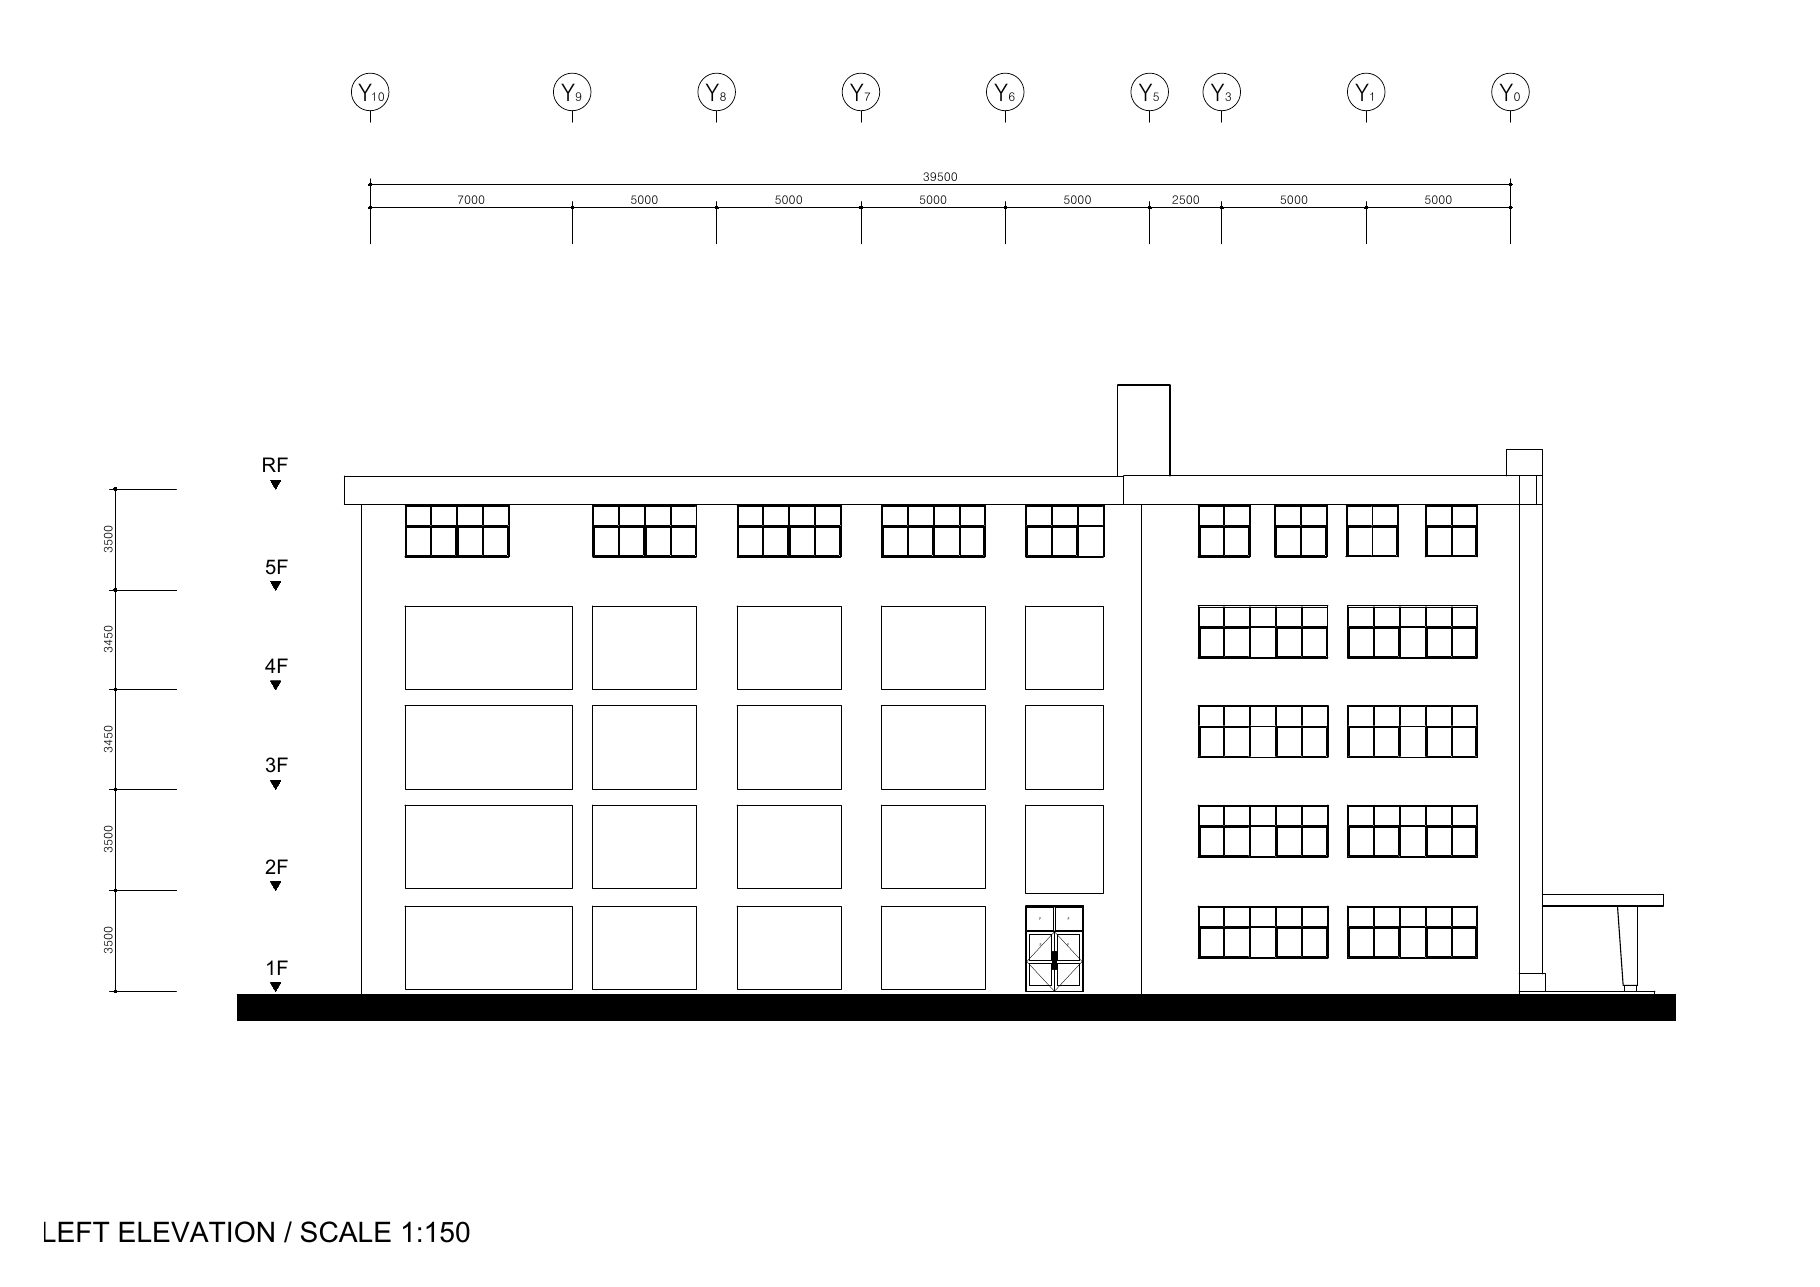 Y10 Y9 Y8 Y7 Y6 Y5 Y3 Y1 Y0
39500
7000 5000 5000 5000 5000 2500 5000 5000
RF
3500
5F
3450
4F
3450
3F
3500
2F
3500
1F
LEFT ELEVATION / SCALE 1:150